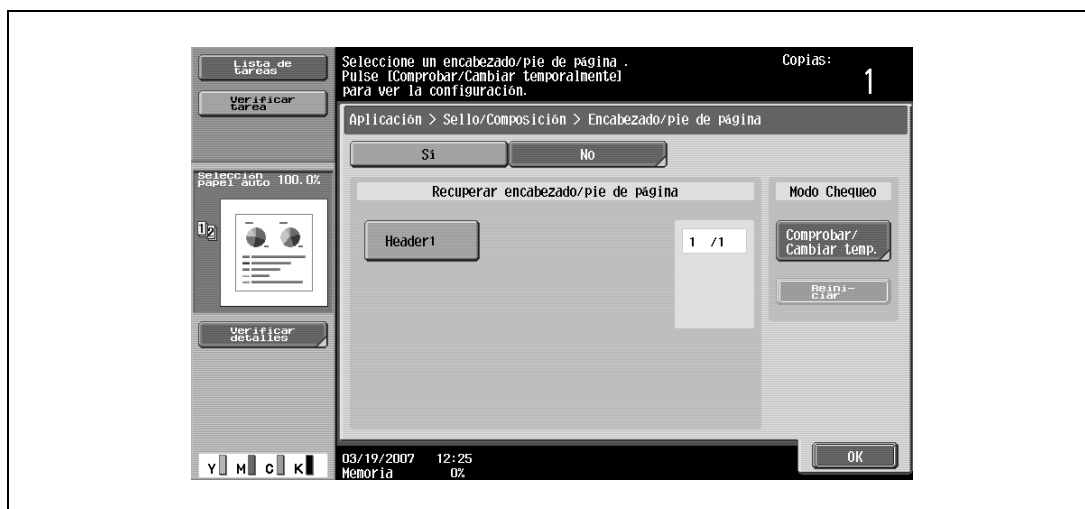 Lista de
tareas
Verificar
tarea
Selección
papel auto 100.0%
12
Verificar
detalles
Y M C K
Seleccione un encabezado/pie de página .
Pulse [Comprobar/Cambiar temporalmente]
para ver la configuración.
Copias:
1
Aplicación > Sello/Composición > Encabezado/pie de página
Sí No
Recuperar encabezado/pie de página
Header1
1 /1
Modo Chequeo
Comprobar/
Cambiar temp.
Reini-
ciar
03/19/2007 12:25
Memoria 0%
OK